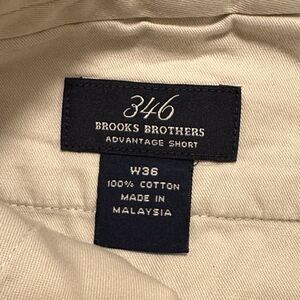 346
BROOKS BROTHERS
ADVANTAGE SHORT
W36
100% COTTON
MADE IN
MALAYSIA